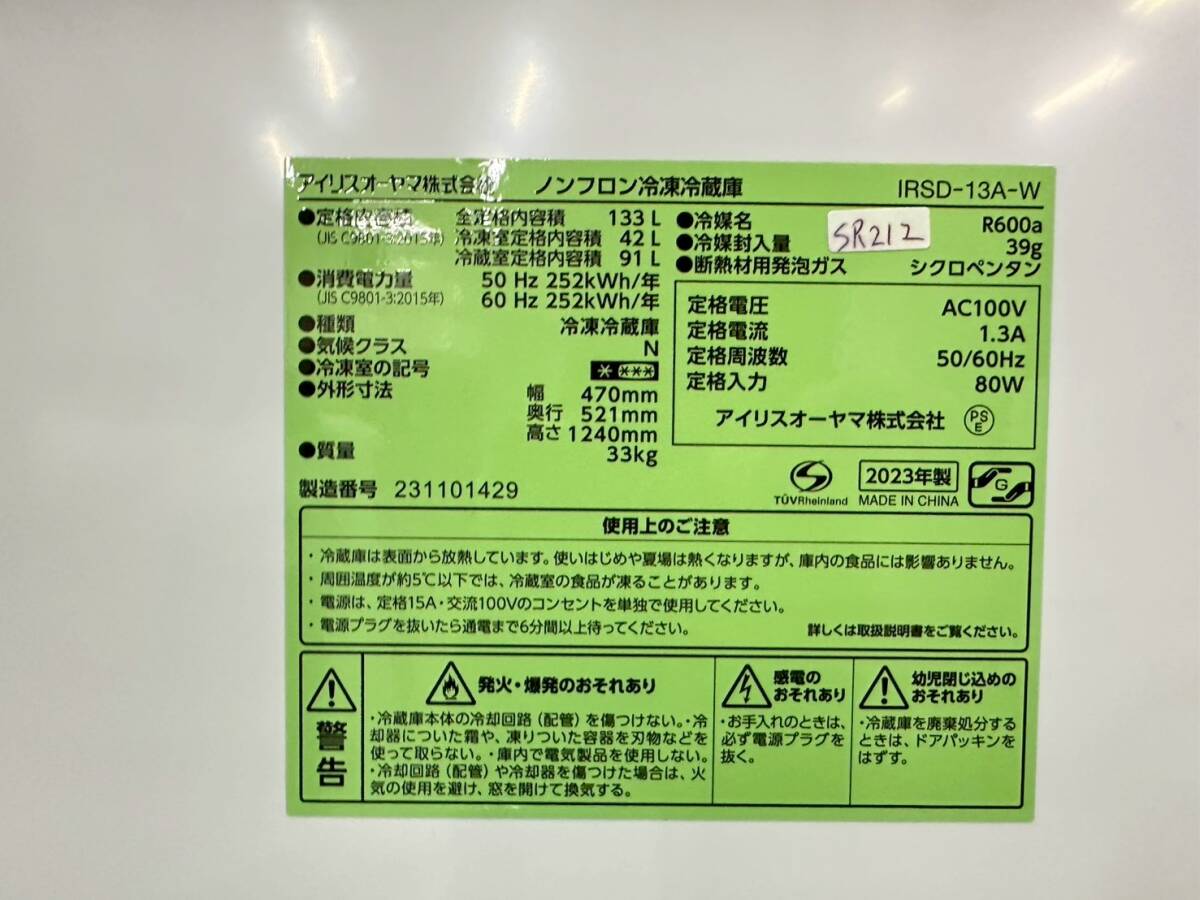 アイリスオーヤマ株式会社 ノンフロン冷凍冷蔵庫 IRSD-13A-W
●定格内容積 全定格内容積 133 L
(JIS C9801-3:2015年) 冷凍室定格内容積 42 L
冷蔵室定格内容積 91 L
●消費電力量 50 Hz 252kWh/年
(JIS C9801-3:2015年) 60 Hz 252kWh/年
●種類 冷凍冷蔵庫
●気候クラス N
●冷凍室の記号
●外形寸法 幅 470mm
奥行 521mm
高さ 1240mm
●質量 33kg
製造番号 231101429
●冷媒名 R600a
●冷媒封入量 39g
●断熱材用発泡ガス シクロペンタン
SR212
定格電圧 AC100V
定格電流 1.3A
定格周波数 50/60Hz
定格入力 80W
アイリスオーヤマ株式会社 PS E
TÜVRheinland
2023年製
MADE IN CHINA
G
使用上のご注意
・冷蔵庫は表面から放熱しています。使いはじめや夏場は熱くなりますが、庫内の食品には影響ありません。
・周囲温度が約5℃以下では、冷蔵室の食品が凍ることがあります。
・電源は、定格15A・交流100Vのコンセントを単独で使用してください。
・電源プラグを抜いたら通電まで6分間以上待ってください。 詳しくは取扱説明書をご覧ください。
警告
発火・爆発のおそれあり
・冷蔵庫本体の冷却回路（配管）を傷つけない。・冷
却器についた霜や、凍りついた容器を刃物などを
使って取らない。・庫内で電気製品を使用しない。
・冷却回路（配管）や冷却器を傷つけた場合は、火
気の使用を避け、窓を開けて換気する。
感電の
おそれあり
・お手入れのときは、
必ず電源プラグを
抜く。
幼児閉じ込めの
おそれあり
・冷蔵庫を廃棄処分する
ときは、ドアパッキンを
はずす。